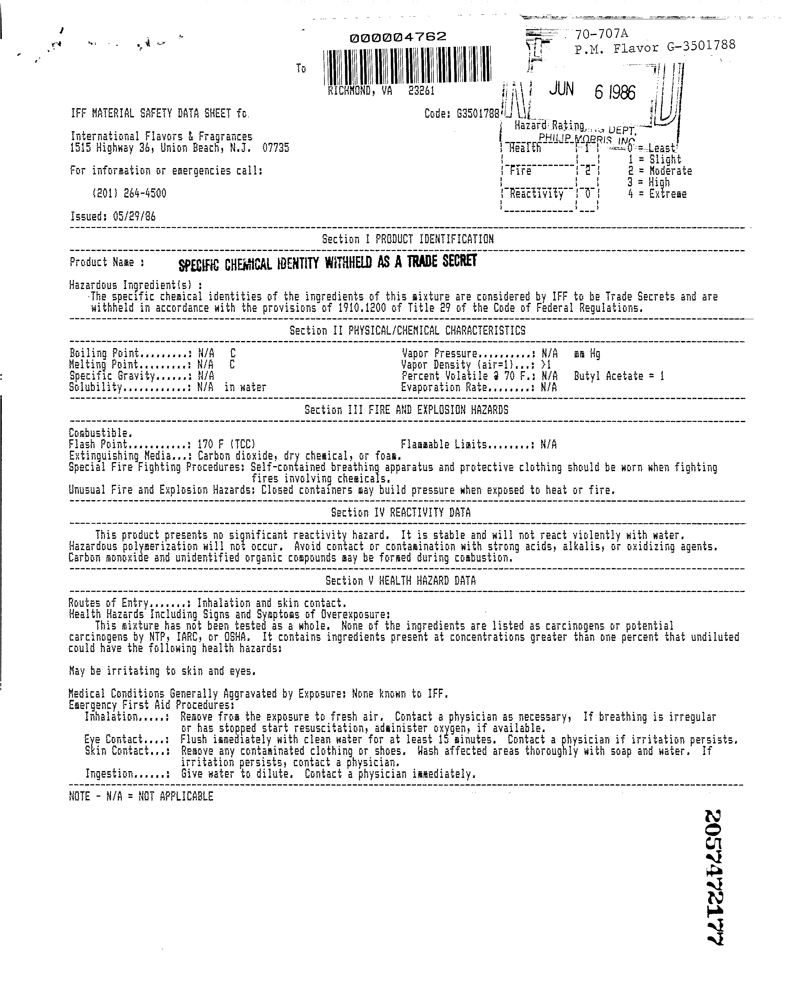 000004762
70-707A
P.M. Flavor G-3501788
To
RICHMOND, VA 23261
JUN 6 1986
IFF MATERIAL SAFETY DATA SHEET fo
Code: G3501788
International Flavors & Fragrances
1515 Highway 36, Union Beach, N.J. 07735
Hazard Rating
DEPT.
PHILIP MORRIS INC
Health 1
0 = Least
1 = Slight
For information or emergencies call:
Fire 2
2 = Moderate
3 = High
(201) 264-4500
Reactivity 0
4 = Extreme
Issued: 05/29/86
Section I PRODUCT IDENTIFICATION
Product Name : SPECIFIC CHEMICAL IDENTITY WITHHELD AS A TRADE SECRET
Hazardous Ingredient(s) :
The specific chemical identities of the ingredients of this mixture are considered by IFF to be Trade Secrets and are
withheld in accordance with the provisions of 1910.1200 of Title 29 of the Code of Federal Regulations.
Section II PHYSICAL/CHEMICAL CHARACTERISTICS
Boiling Point.........: N/A C Vapor Pressure..........: N/A mm Hg
Melting Point.........: N/A C Vapor Density (air=1)...: >1
Specific Gravity......: N/A Percent Volatile @ 70 F.: N/A Butyl Acetate = 1
Solubility............: N/A in water Evaporation Rate........: N/A
Section III FIRE AND EXPLOSION HAZARDS
Combustible.
Flash Point...........: 170 F (TCC) Flammable Limits........: N/A
Extinguishing Media...: Carbon dioxide, dry chemical, or foam.
Special Fire Fighting Procedures: Self-contained breathing apparatus and protective clothing should be worn when fighting
fires involving chemicals.
Unusual Fire and Explosion Hazards: Closed containers may build pressure when exposed to heat or fire.
Section IV REACTIVITY DATA
This product presents no significant reactivity hazard. It is stable and will not react violently with water.
Hazardous polymerization will not occur. Avoid contact or contamination with strong acids, alkalis, or oxidizing agents.
Carbon monoxide and unidentified organic compounds may be formed during combustion.
Section V HEALTH HAZARD DATA
Routes of Entry.......: Inhalation and skin contact.
Health Hazards Including Signs and Symptoms of Overexposure:
This mixture has not been tested as a whole. None of the ingredients are listed as carcinogens or potential
carcinogens by NTP, IARC, or OSHA. It contains ingredients present at concentrations greater than one percent that undiluted
could have the following health hazards:
May be irritating to skin and eyes.
Medical Conditions Generally Aggravated by Exposure: None known to IFF.
Emergency First Aid Procedures:
Inhalation.....: Remove from the exposure to fresh air. Contact a physician as necessary, If breathing is irregular
or has stopped start resuscitation, administer oxygen, if available.
Eye Contact....: Flush immediately with clean water for at least 15 minutes. Contact a physician if irritation persists.
Skin Contact...: Remove any contaminated clothing or shoes. Wash affected areas thoroughly with soap and water. If
irritation persists, contact a physician.
Ingestion......: Give water to dilute. Contact a physician immediately.
NOTE - N/A = NOT APPLICABLE
2057472177